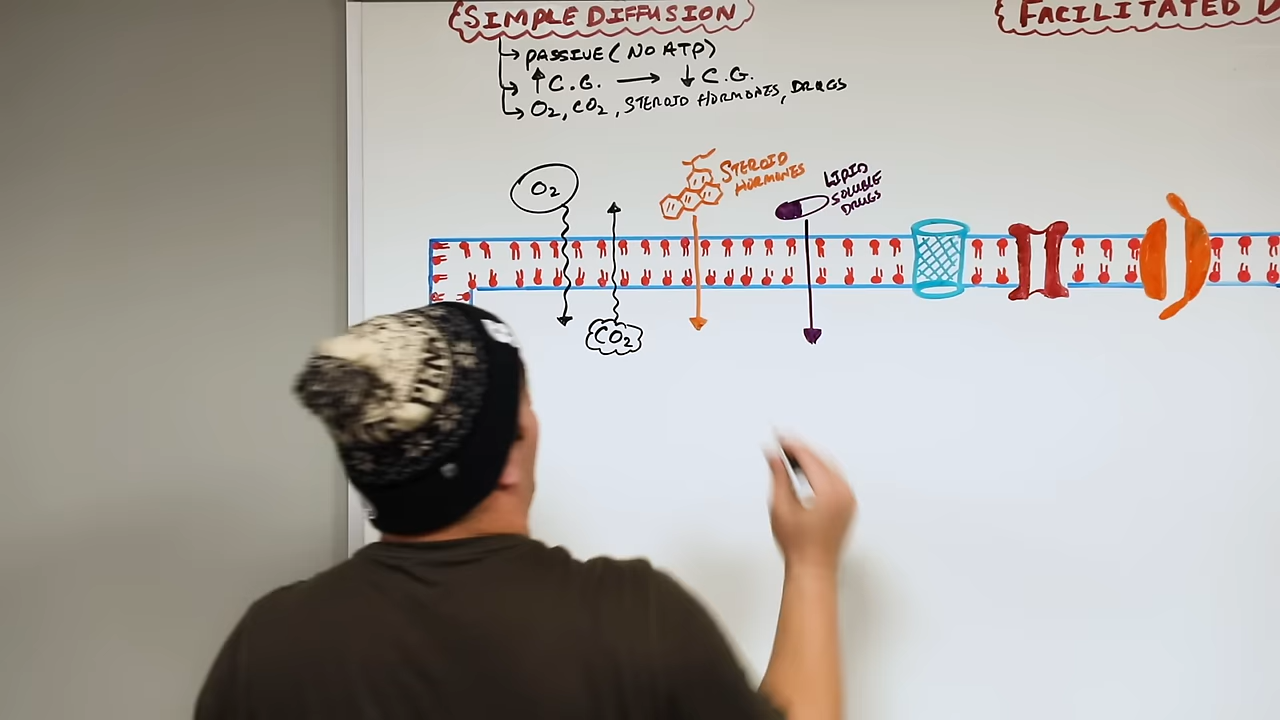 SIMPLE DIFFUSION
FACILITATED D
PASSIVE (NO ATP)
↑ C.G. → ↓ C.G.
O2, CO2, STEROID HORMONES, DRUGS
O2
STEROID
HORMONES
LIPID
SOLUBLE
DRUGS
CO2